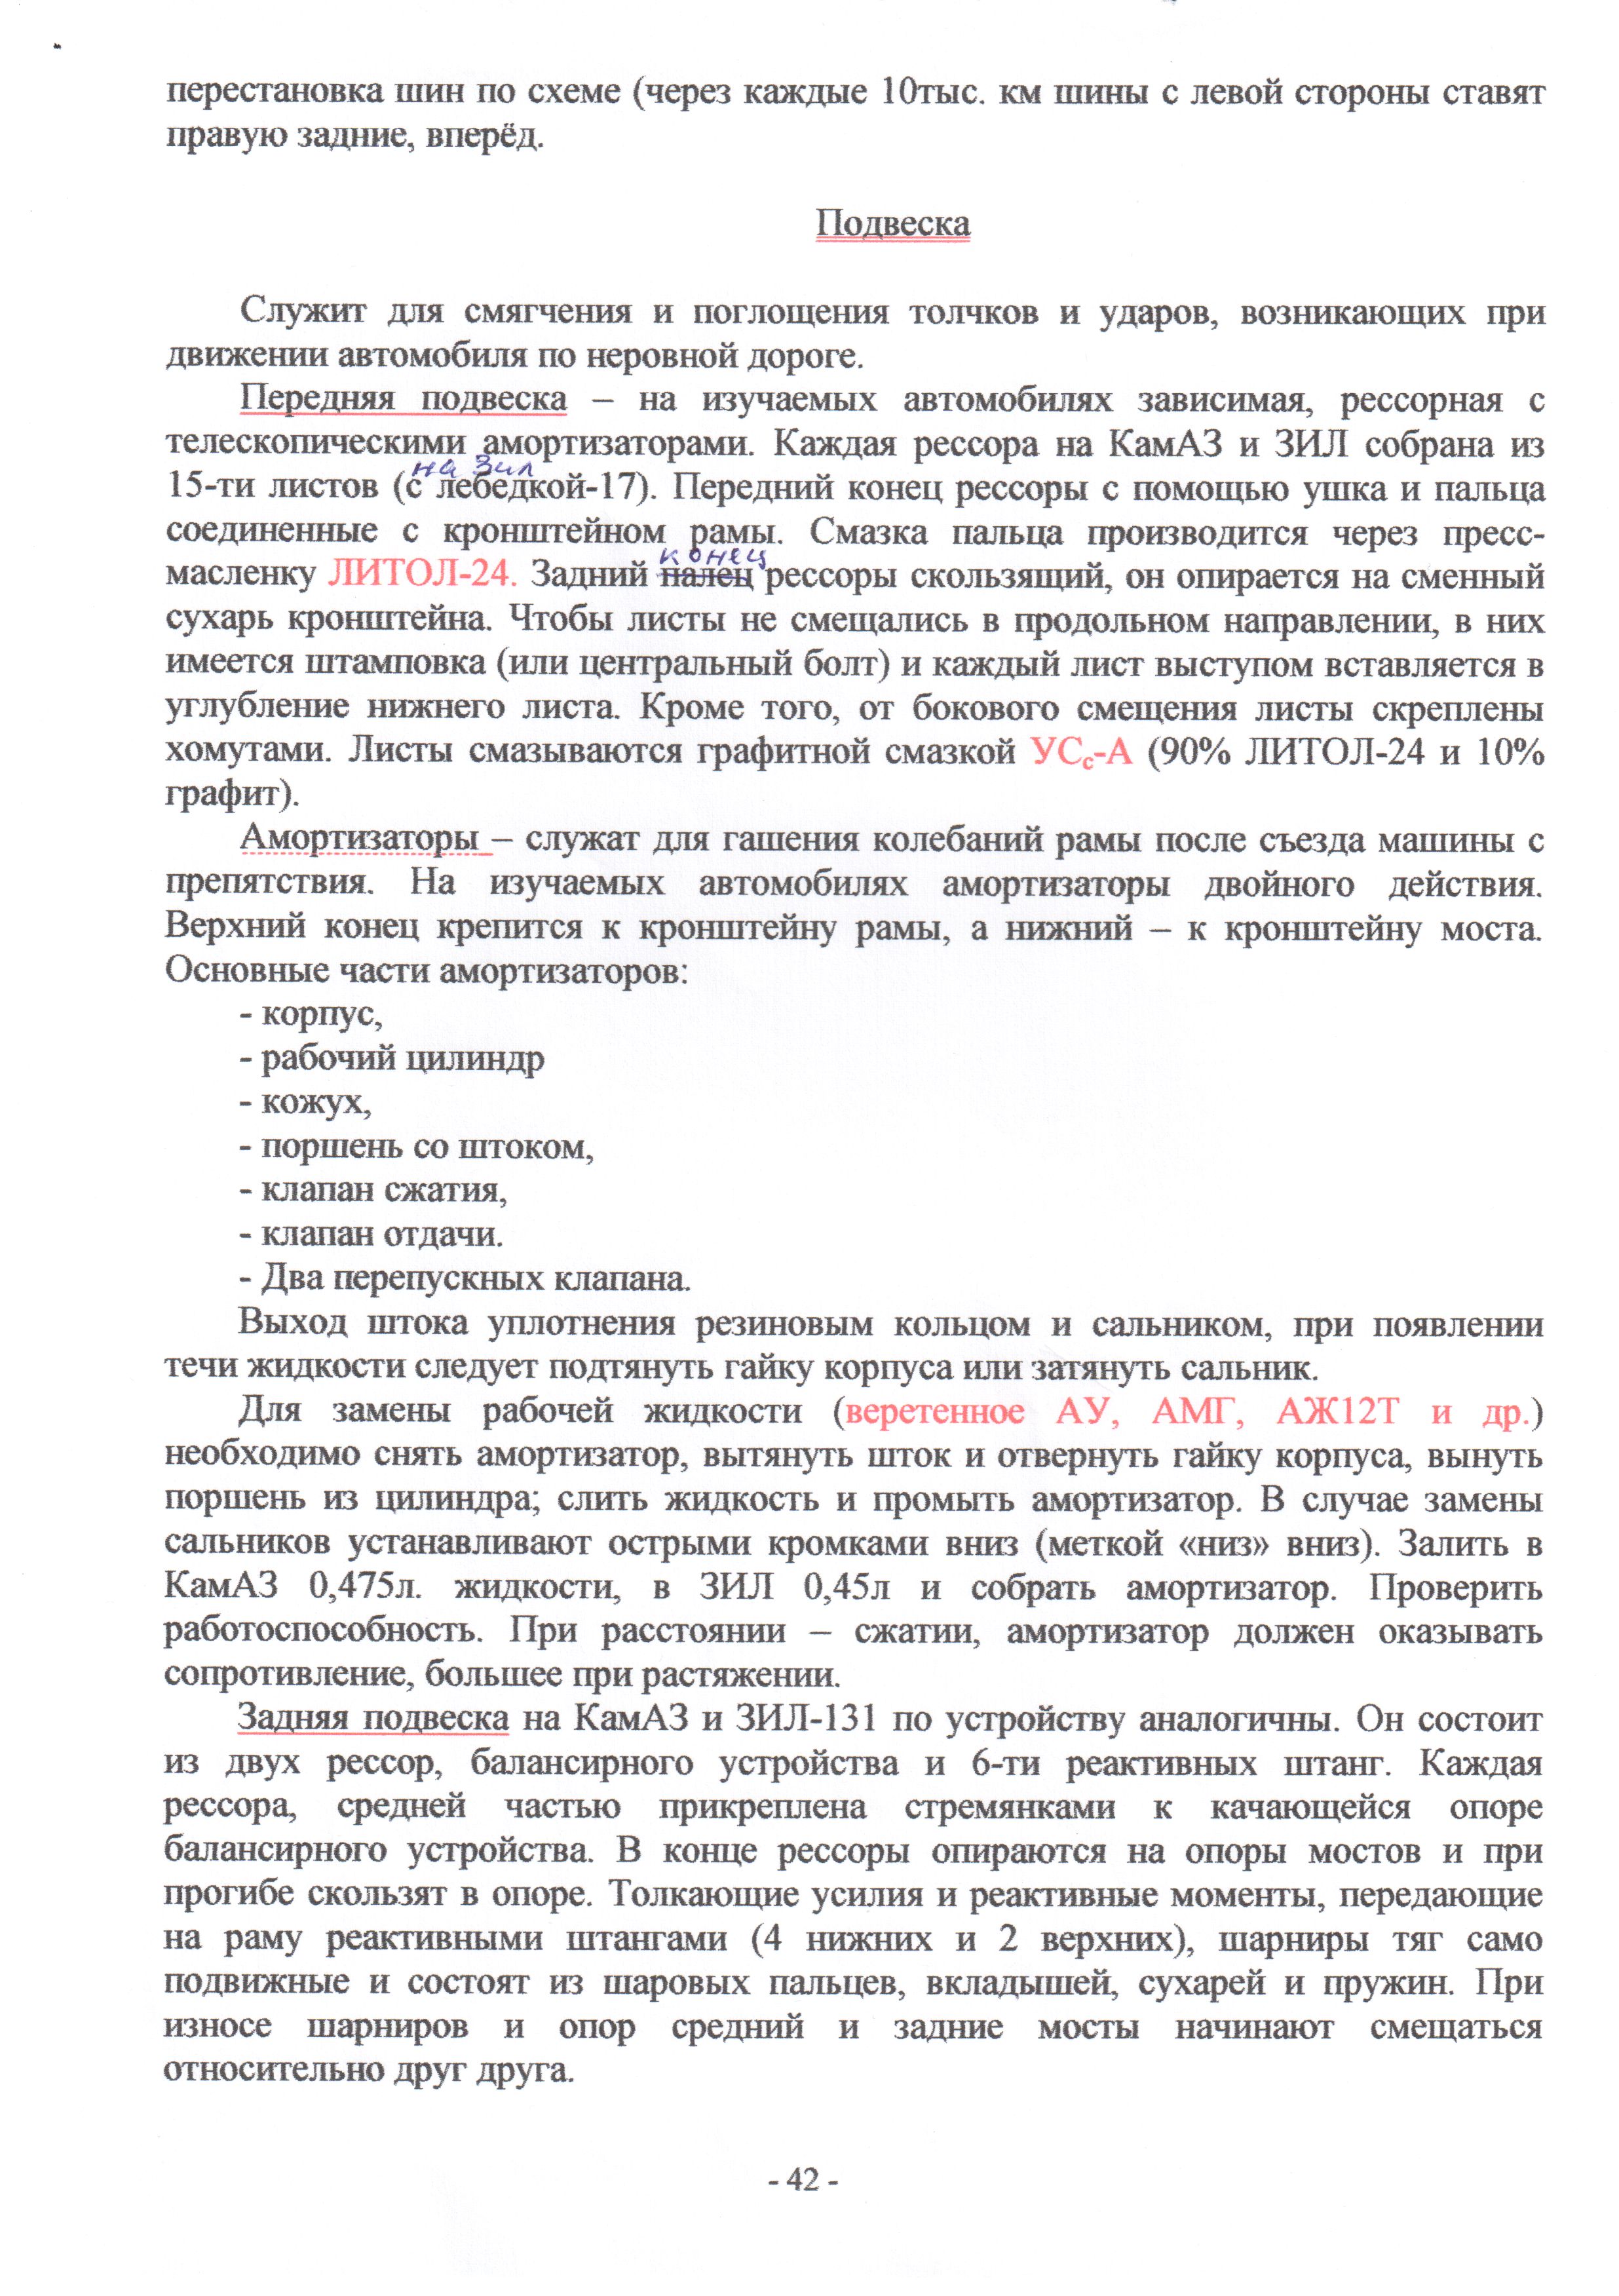 перестановка шин по схеме (через каждые 10тыс. км шины с левой стороны ставят
правую задние, вперёд.
Подвеска
Служит для смягчения и поглощения толчков и ударов, возникающих при
движении автомобиля по неровной дороге.
Передняя подвеска – на изучаемых автомобилях зависимая, рессорная с
телескопическими амортизаторами. Каждая рессора на КамАЗ и ЗИЛ собрана из
на Зил
15-ти листов (с лебедкой-17). Передний конец рессоры с помощью ушка и пальца
соединенные с кронштейном рамы. Смазка пальца производится через пресс-
конец
масленку ЛИТОЛ-24. Задний палец рессоры скользящий, он опирается на сменный
сухарь кронштейна. Чтобы листы не смещались в продольном направлении, в них
имеется штамповка (или центральный болт) и каждый лист выступом вставляется в
углубление нижнего листа. Кроме того, от бокового смещения листы скреплены
хомутами. Листы смазываются графитной смазкой УСс-А (90% ЛИТОЛ-24 и 10%
графит).
Амортизаторы – служат для гашения колебаний рамы после съезда машины с
препятствия. На изучаемых автомобилях амортизаторы двойного действия.
Верхний конец крепится к кронштейну рамы, а нижний – к кронштейну моста.
Основные части амортизаторов:
- корпус,
- рабочий цилиндр
- кожух,
- поршень со штоком,
- клапан сжатия,
- клапан отдачи.
- Два перепускных клапана.
Выход штока уплотнения резиновым кольцом и сальником, при появлении
течи жидкости следует подтянуть гайку корпуса или затянуть сальник.
Для замены рабочей жидкости (веретенное АУ, АМГ, АЖ12Т и др.)
необходимо снять амортизатор, вытянуть шток и отвернуть гайку корпуса, вынуть
поршень из цилиндра; слить жидкость и промыть амортизатор. В случае замены
сальников устанавливают острыми кромками вниз (меткой «низ» вниз). Залить в
КамАЗ 0,475л. жидкости, в ЗИЛ 0,45л и собрать амортизатор. Проверить
работоспособность. При расстоянии – сжатии, амортизатор должен оказывать
сопротивление, большее при растяжении.
Задняя подвеска на КамАЗ и ЗИЛ-131 по устройству аналогичны. Он состоит
из двух рессор, балансирного устройства и 6-ти реактивных штанг. Каждая
рессора, средней частью прикреплена стремянками к качающейся опоре
балансирного устройства. В конце рессоры опираются на опоры мостов и при
прогибе скользят в опоре. Толкающие усилия и реактивные моменты, передающие
на раму реактивными штангами (4 нижних и 2 верхних), шарниры тяг само
подвижные и состоят из шаровых пальцев, вкладышей, сухарей и пружин. При
износе шарниров и опор средний и задние мосты начинают смещаться
относительно друг друга.
- 42 -